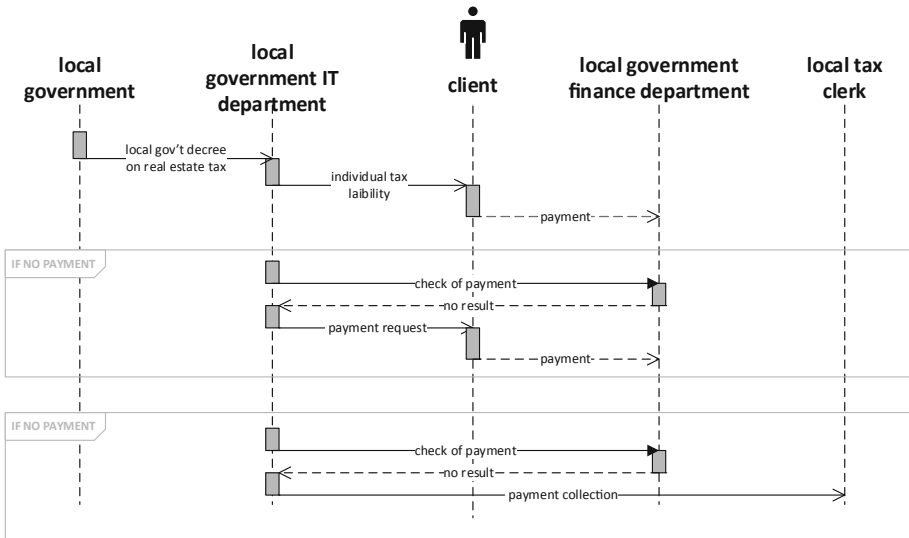 local
government
local
government IT
department
client
local government
finance department
local tax
clerk
local gov't decree
on real estate tax
individual tax
laibility
payment
IF NO PAYMENT
check of payment
no result
payment request
payment
IF NO PAYMENT
check of payment
no result
payment collection